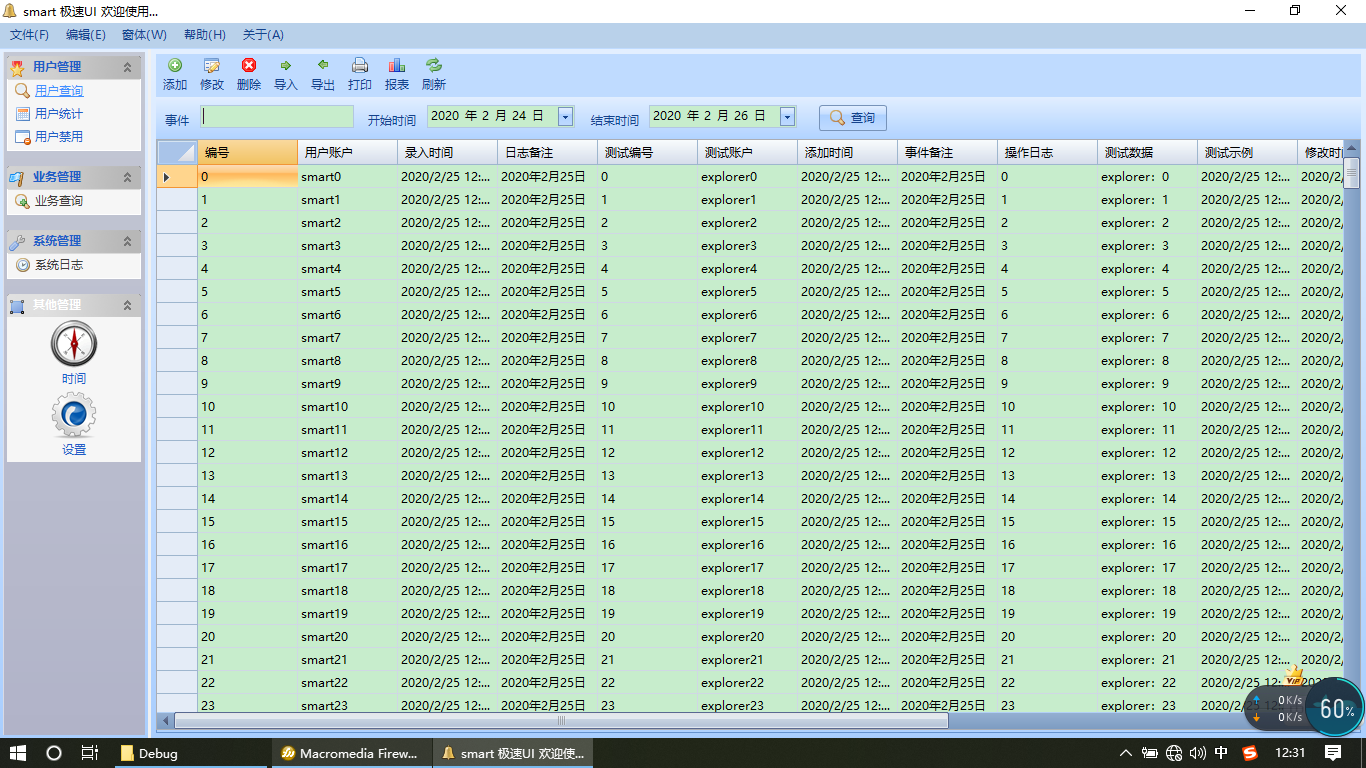 smart 极速UI 欢迎使用...
文件(F) 编辑(E) 窗体(W) 帮助(H) 关于(A)
用户管理
用户查询
用户统计
用户禁用
业务管理
业务查询
系统管理
系统日志
其他管理
时间
设置
添加 修改 删除 导入 导出 打印 报表 刷新
事件 开始时间 2020 年 2 月 24 日 结束时间 2020 年 2 月 26 日 查询
编号 用户账户 录入时间 日志备注 测试编号 测试账户 添加时间 事件备注 操作日志 测试数据 测试示例 修改时
0 smart0 2020/2/25 12:... 2020年2月25日 0 explorer0 2020/2/25 12:... 2020年2月25日 0 explorer: 0 2020/2/25 12:... 2020/2/
1 smart1 2020/2/25 12:... 2020年2月25日 1 explorer1 2020/2/25 12:... 2020年2月25日 1 explorer: 1 2020/2/25 12:... 2020/2/
2 smart2 2020/2/25 12:... 2020年2月25日 2 explorer2 2020/2/25 12:... 2020年2月25日 2 explorer: 2 2020/2/25 12:... 2020/2/
3 smart3 2020/2/25 12:... 2020年2月25日 3 explorer3 2020/2/25 12:... 2020年2月25日 3 explorer: 3 2020/2/25 12:... 2020/2/
4 smart4 2020/2/25 12:... 2020年2月25日 4 explorer4 2020/2/25 12:... 2020年2月25日 4 explorer: 4 2020/2/25 12:... 2020/2/
5 smart5 2020/2/25 12:... 2020年2月25日 5 explorer5 2020/2/25 12:... 2020年2月25日 5 explorer: 5 2020/2/25 12:... 2020/2/
6 smart6 2020/2/25 12:... 2020年2月25日 6 explorer6 2020/2/25 12:... 2020年2月25日 6 explorer: 6 2020/2/25 12:... 2020/2/
7 smart7 2020/2/25 12:... 2020年2月25日 7 explorer7 2020/2/25 12:... 2020年2月25日 7 explorer: 7 2020/2/25 12:... 2020/2/
8 smart8 2020/2/25 12:... 2020年2月25日 8 explorer8 2020/2/25 12:... 2020年2月25日 8 explorer: 8 2020/2/25 12:... 2020/2/
9 smart9 2020/2/25 12:... 2020年2月25日 9 explorer9 2020/2/25 12:... 2020年2月25日 9 explorer: 9 2020/2/25 12:... 2020/2/
10 smart10 2020/2/25 12:... 2020年2月25日 10 explorer10 2020/2/25 12:... 2020年2月25日 10 explorer: 10 2020/2/25 12:... 2020/2/
11 smart11 2020/2/25 12:... 2020年2月25日 11 explorer11 2020/2/25 12:... 2020年2月25日 11 explorer: 11 2020/2/25 12:... 2020/2/
12 smart12 2020/2/25 12:... 2020年2月25日 12 explorer12 2020/2/25 12:... 2020年2月25日 12 explorer: 12 2020/2/25 12:... 2020/2/
13 smart13 2020/2/25 12:... 2020年2月25日 13 explorer13 2020/2/25 12:... 2020年2月25日 13 explorer: 13 2020/2/25 12:... 2020/2/
14 smart14 2020/2/25 12:... 2020年2月25日 14 explorer14 2020/2/25 12:... 2020年2月25日 14 explorer: 14 2020/2/25 12:... 2020/2/
15 smart15 2020/2/25 12:... 2020年2月25日 15 explorer15 2020/2/25 12:... 2020年2月25日 15 explorer: 15 2020/2/25 12:... 2020/2/
16 smart16 2020/2/25 12:... 2020年2月25日 16 explorer16 2020/2/25 12:... 2020年2月25日 16 explorer: 16 2020/2/25 12:... 2020/2/
17 smart17 2020/2/25 12:... 2020年2月25日 17 explorer17 2020/2/25 12:... 2020年2月25日 17 explorer: 17 2020/2/25 12:... 2020/2/
18 smart18 2020/2/25 12:... 2020年2月25日 18 explorer18 2020/2/25 12:... 2020年2月25日 18 explorer: 18 2020/2/25 12:... 2020/2/
19 smart19 2020/2/25 12:... 2020年2月25日 19 explorer19 2020/2/25 12:... 2020年2月25日 19 explorer: 19 2020/2/25 12:... 2020/2/
20 smart20 2020/2/25 12:... 2020年2月25日 20 explorer20 2020/2/25 12:... 2020年2月25日 20 explorer: 20 2020/2/25 12:... 2020/2/
21 smart21 2020/2/25 12:... 2020年2月25日 21 explorer21 2020/2/25 12:... 2020年2月25日 21 explorer: 21 2020/2/25 12:... 2020/2/
22 smart22 2020/2/25 12:... 2020年2月25日 22 explorer22 2020/2/25 12:... 2020年2月25日 22 explorer: 22 2020/2/25 12:
23 smart23 2020/2/25 12:... 2020年2月25日 23 explorer23 2020/2/25 12:... 2020年2月25日 23 explorer: 23
VIP
0K/s
0K/s
60%
Debug Macromedia Firew... smart 极速UI 欢迎使... 中 S 12:31